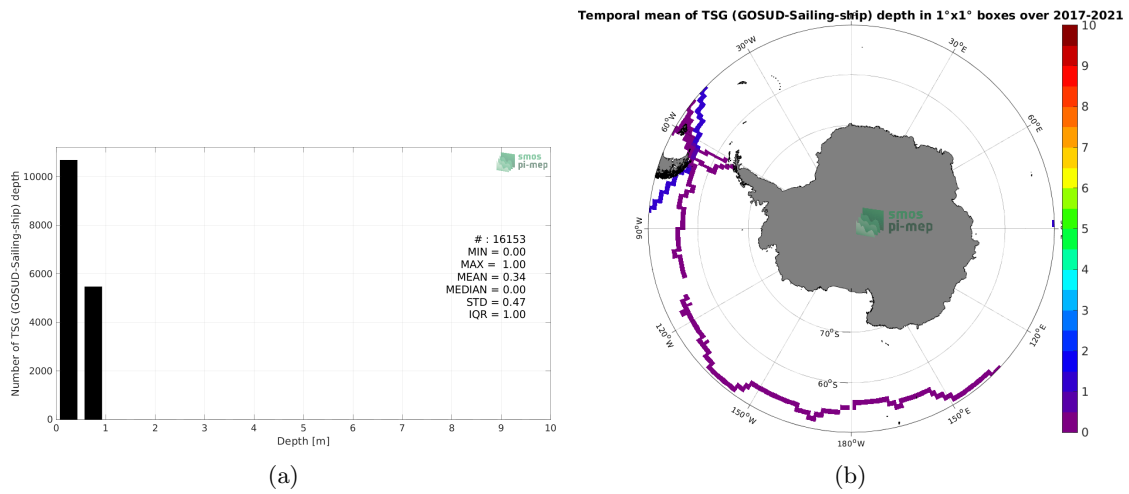 Temporal mean of TSG (GOSUD-Sailing-ship) depth in 1°x1° boxes over 2017-2021
smos
pi-mep
Number of TSG (GOSUD-Sailing-ship) depth
10000
8000
6000
4000
2000
0
# : 16153
MIN = 0.00
MAX = 1.00
MEAN = 0.34
MEDIAN = 0.00
STD = 0.47
IQR = 1.00
0 1 2 3 4 5 6 7 8 9 10
Depth [m]
(a)
30°W
30°E
60°W
60°E
90°W
smos
pi-mep
120°W
120°E
70°S
60°S
150°W
150°E
180°W
10
9
8
7
6
5
4
3
2
1
0
(b)